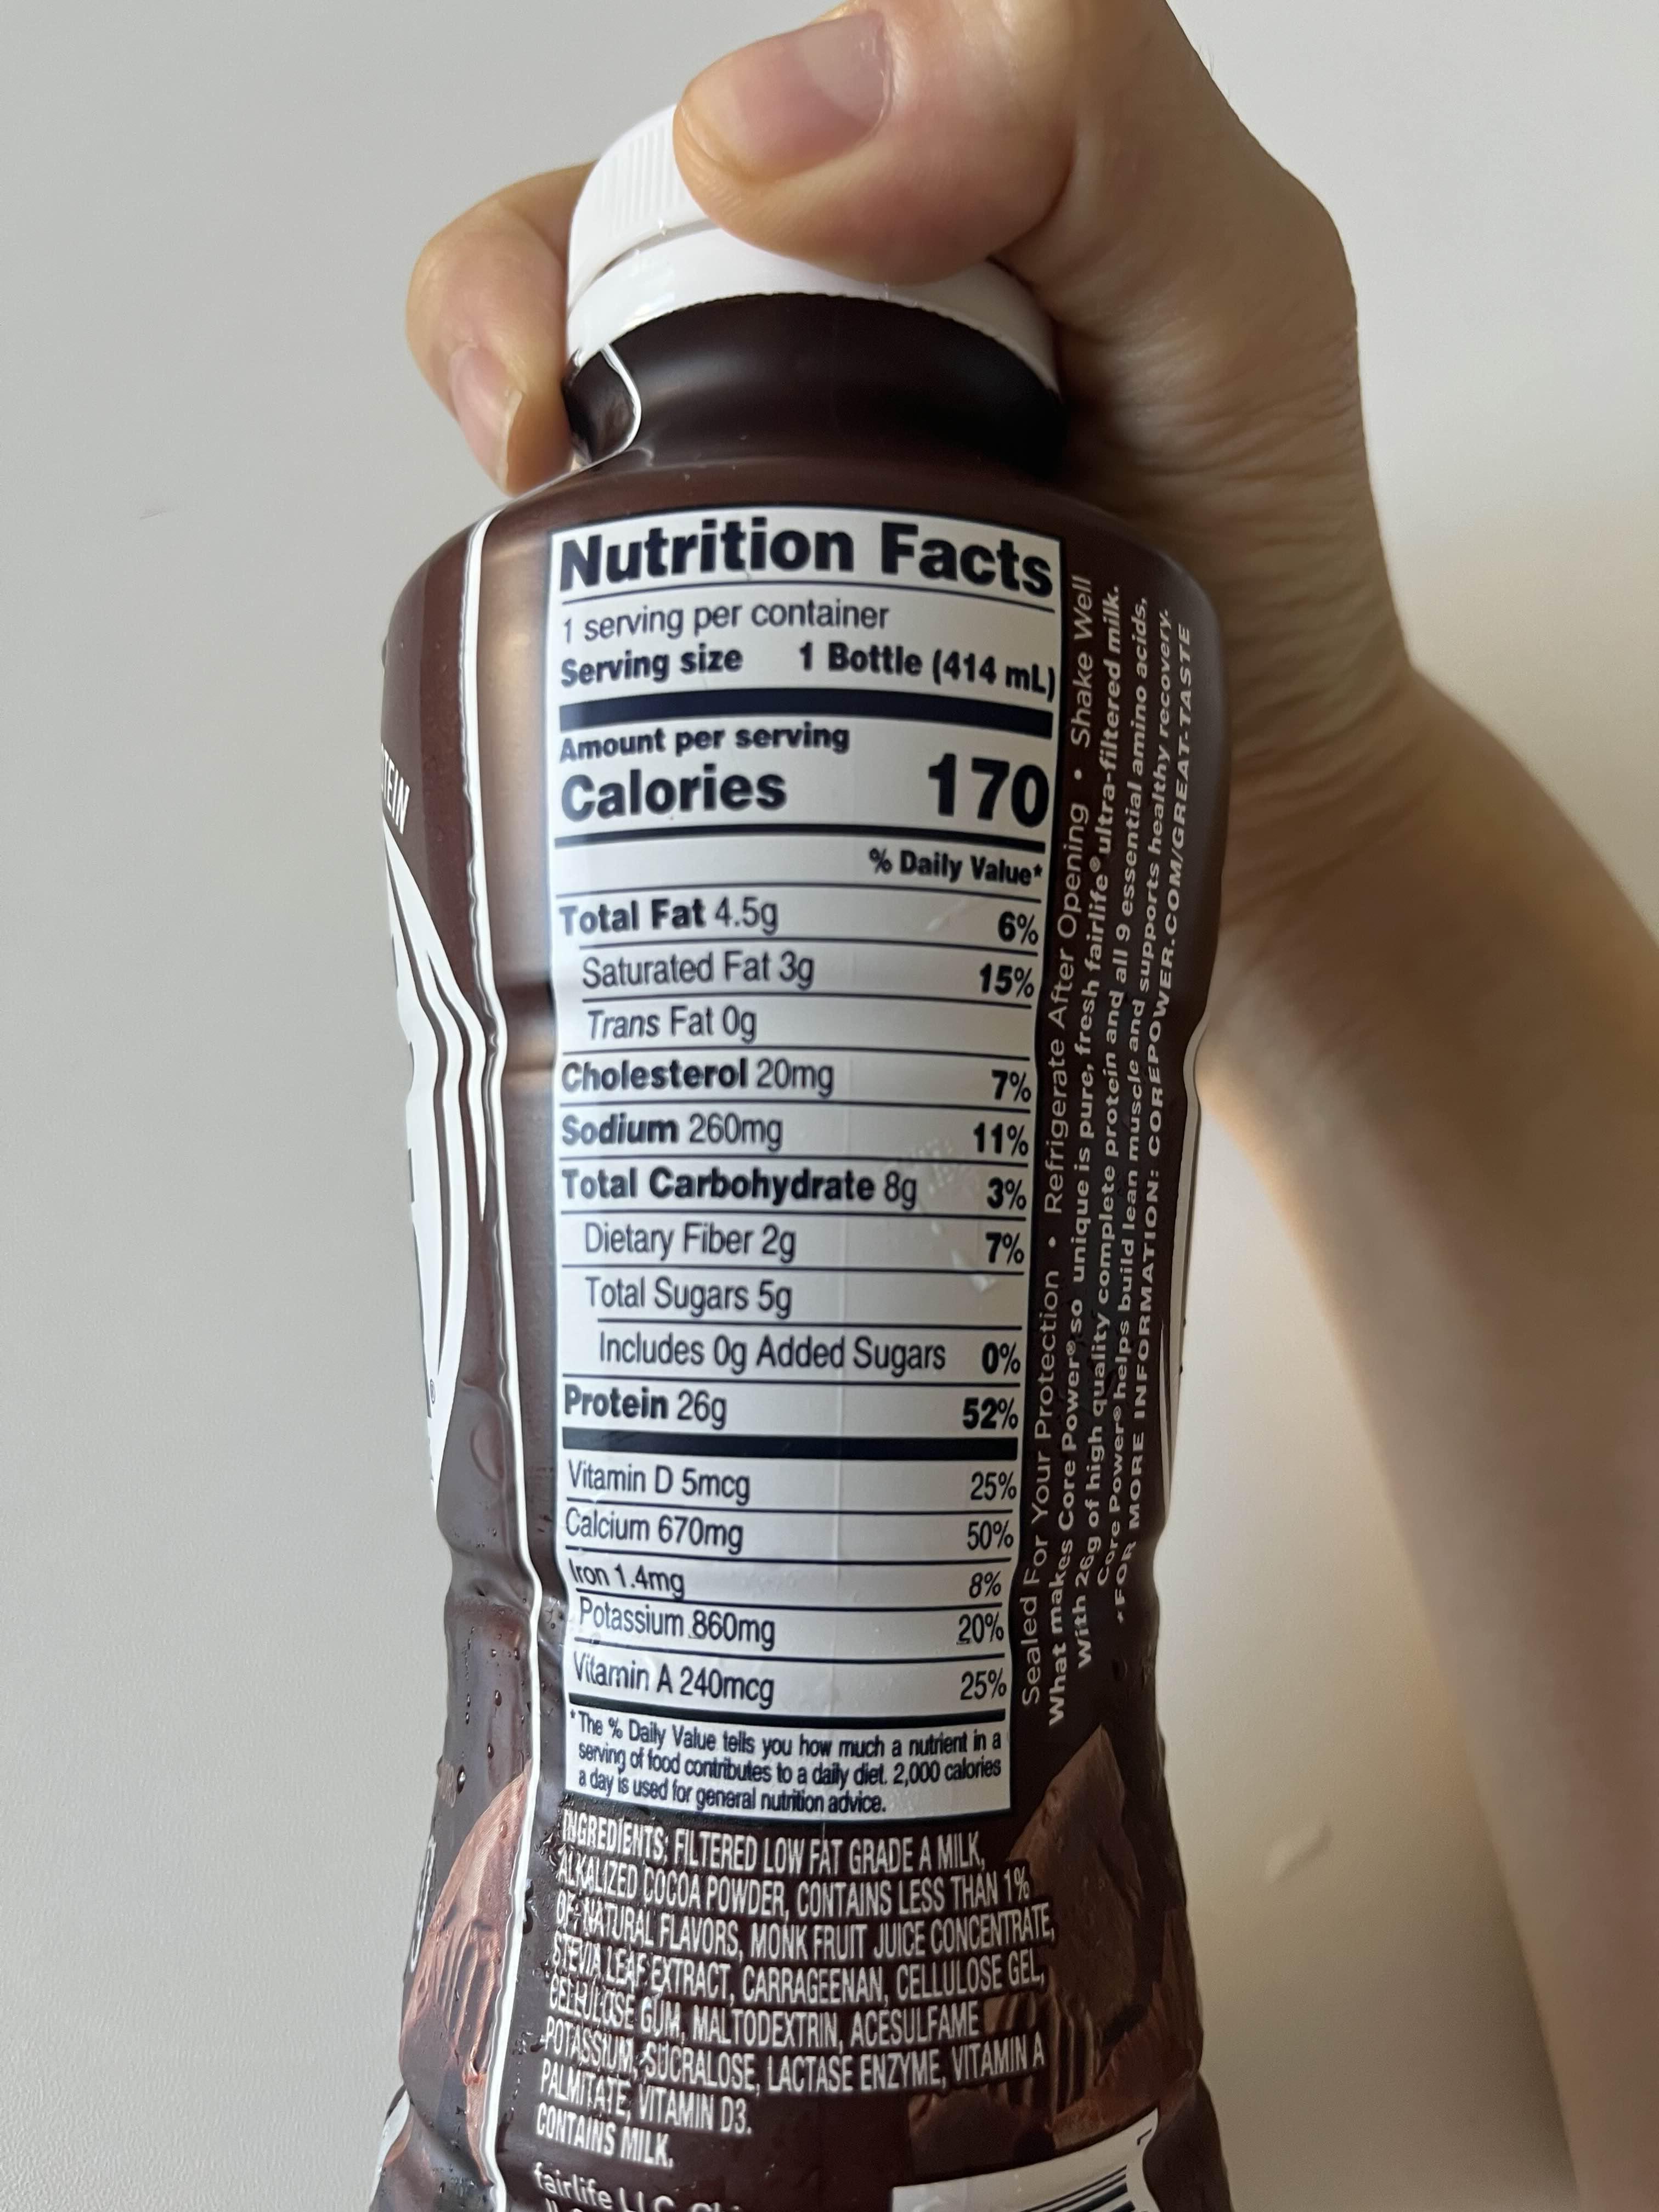 Nutrition Facts
1 serving per container
Serving size 1 Bottle (414 mL)
Amount per serving
Calories 170
% Daily Value*
Total Fat 4.5g 6%
Saturated Fat 3g 15%
Trans Fat 0g
Cholesterol 20mg 7%
Sodium 260mg 11%
Total Carbohydrate 8g 3%
Dietary Fiber 2g 7%
Total Sugars 5g
Includes 0g Added Sugars 0%
Protein 26g 52%
Vitamin D 5mcg 25%
Calcium 670mg 50%
Iron 1.4mg 8%
Potassium 860mg 20%
Vitamin A 240mcg 25%
*The % Daily Value tells you how much a nutrient in a
serving of food contributes to a daily diet. 2,000 calories
a day is used for general nutrition advice.
INGREDIENTS: FILTERED LOW FAT GRADE A MILK,
ALKALIZED COCOA POWDER, CONTAINS LESS THAN 1%
OF NATURAL FLAVORS, MONK FRUIT JUICE CONCENTRATE,
STEVIA LEAF EXTRACT, CARRAGEENAN, CELLULOSE GEL,
CELLULOSE GUM, MALTODEXTRIN, ACESULFAME
POTASSIUM, SUCRALOSE, LACTASE ENZYME, VITAMIN A
PALMITATE, VITAMIN D3.
CONTAINS MILK.
fairlife LLC
Sealed For Your Protection • Refrigerate After Opening • Shake Well
What makes Core Power® so unique is pure, fresh fairlife® ultra-filtered milk.
With 26g of high quality complete protein and all 9 essential amino acids,
Core Power® helps build lean muscle and supports healthy recovery.
*FOR MORE INFORMATION: COREPOWER.COM/GREAT-TASTE